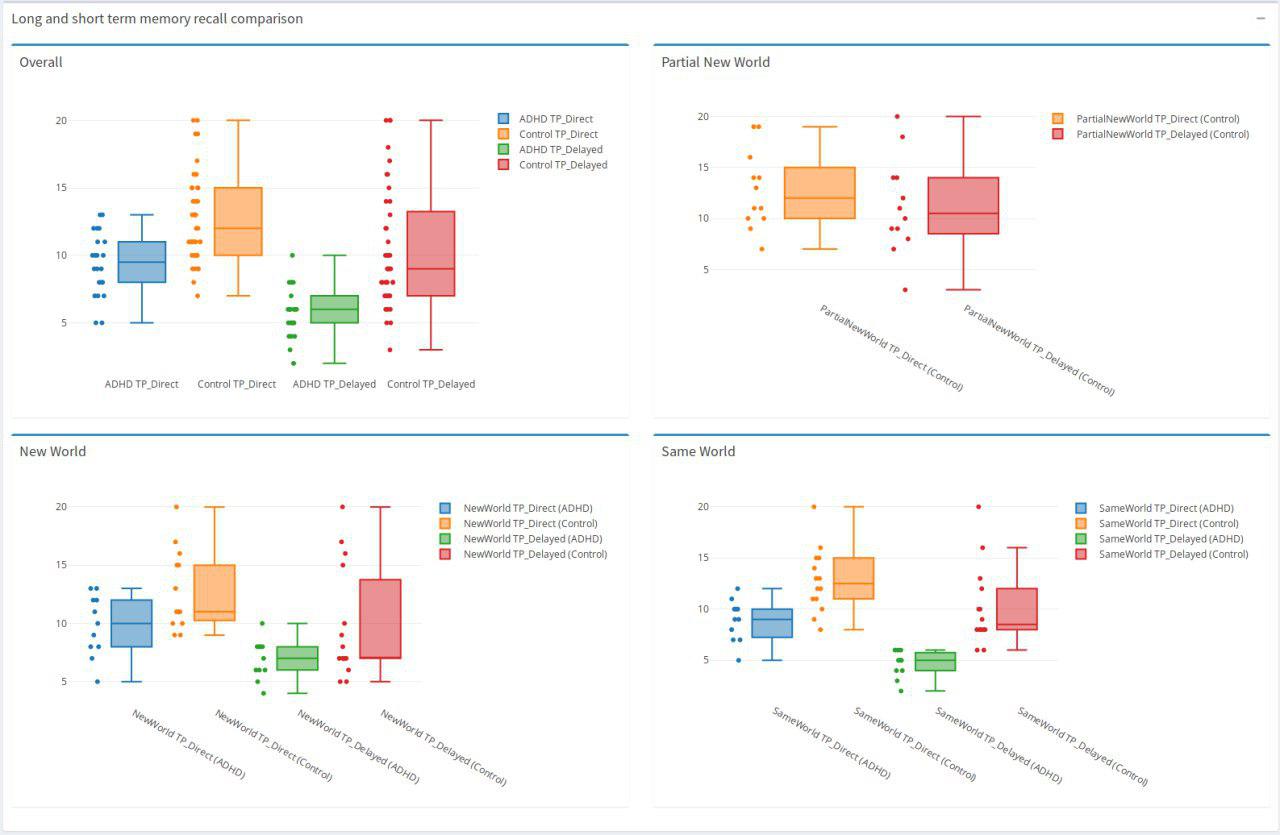 Long and short term memory recall comparison
Overall
20
15
10
5
ADHD TP_Direct
Control TP_Direct
ADHD TP_Delayed
Control TP_Delayed
ADHD TP_Direct
Control TP_Direct
ADHD TP_Delayed
Control TP_Delayed
Partial New World
20
15
10
5
PartialNewWorld TP_Direct (Control)
PartialNewWorld TP_Delayed (Control)
PartialNewWorld TP_Direct (Control)
PartialNewWorld TP_Delayed (Control)
New World
20
15
10
5
NewWorld TP_Direct (ADHD)
NewWorld TP_Direct (Control)
NewWorld TP_Delayed (ADHD)
NewWorld TP_Delayed (Control)
NewWorld TP_Direct (ADHD)
NewWorld TP_Direct (Control)
NewWorld TP_Delayed (ADHD)
NewWorld TP_Delayed (Control)
Same World
20
15
10
5
SameWorld TP_Direct (ADHD)
SameWorld TP_Direct (Control)
SameWorld TP_Delayed (ADHD)
SameWorld TP_Delayed (Control)
SameWorld TP_Direct (ADHD)
SameWorld TP_Direct (Control)
SameWorld TP_Delayed (ADHD)
SameWorld TP_Delayed (Control)